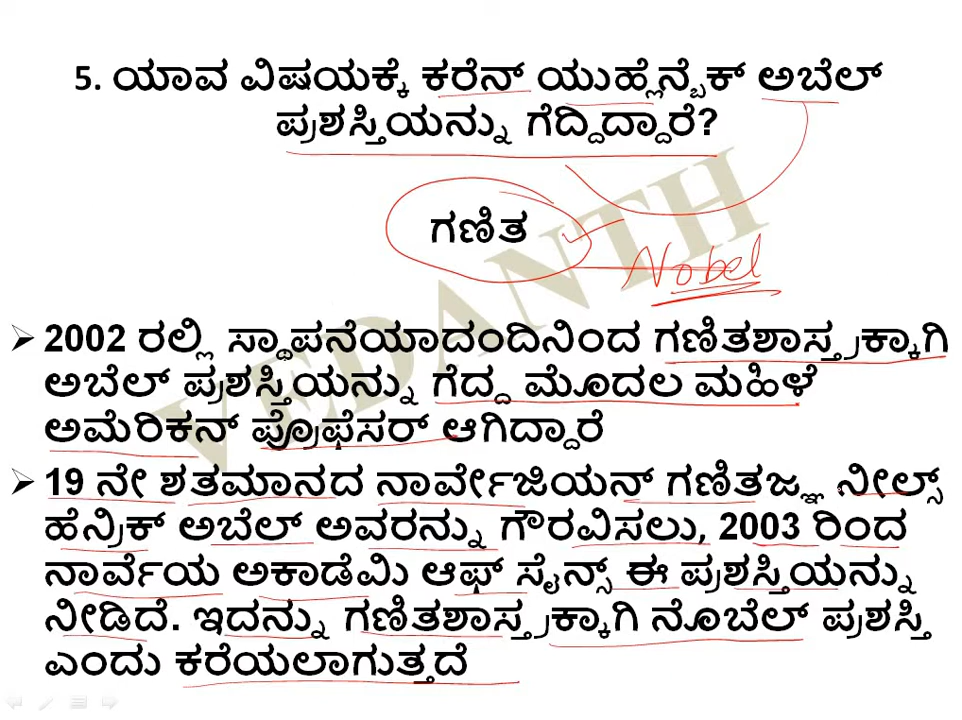 5. ಯಾವ ವಿಷಯಕ್ಕೆ ಕರೆನ್ ಯುಹ್ಲೆನ್ಬೆಕ್ ಅಬೆಲ್
ಪ್ರಶಸ್ತಿಯನ್ನು ಗೆದ್ದಿದ್ದಾರೆ?
ಗಣಿತ
Nobel
VEDANTH
2002 ರಲ್ಲಿ ಸ್ಥಾಪನೆಯಾದಂದಿನಿಂದ ಗಣಿತಶಾಸ್ತ್ರಕ್ಕಾಗಿ
ಅಬೆಲ್ ಪ್ರಶಸ್ತಿಯನ್ನು ಗೆದ್ದ ಮೊದಲ ಮಹಿಳೆ
ಅಮೆರಿಕನ್ ಪ್ರೊಫೆಸರ್ ಆಗಿದ್ದಾರೆ
19 ನೇ ಶತಮಾನದ ನಾರ್ವೇಜಿಯನ್ ಗಣಿತಜ್ಞ ನೀಲ್ಸ್
ಹೆನ್ರಿಕ್ ಅಬೆಲ್ ಅವರನ್ನು ಗೌರವಿಸಲು, 2003 ರಿಂದ
ನಾರ್ವೆಯ ಅಕಾಡೆಮಿ ಆಫ್ ಸೈನ್ಸ್ ಈ ಪ್ರಶಸ್ತಿಯನ್ನು
ನೀಡಿದೆ. ಇದನ್ನು ಗಣಿತಶಾಸ್ತ್ರಕ್ಕಾಗಿ ನೊಬೆಲ್ ಪ್ರಶಸ್ತಿ
ಎಂದು ಕರೆಯಲಾಗುತ್ತದೆ